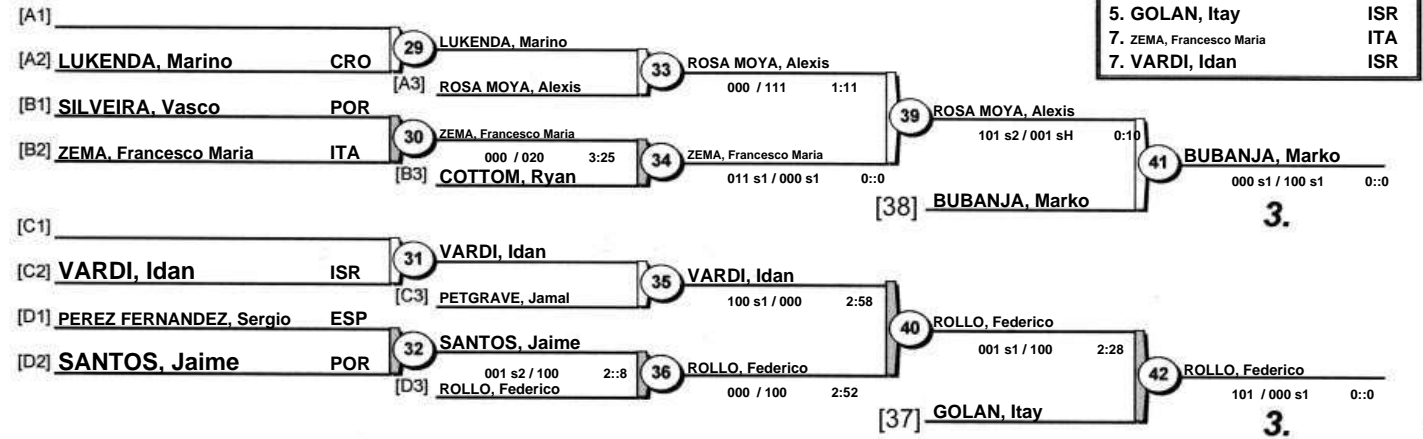 5. GOLAN, Itay ISR
7. ZEMA, Francesco Maria ITA
7. VARDI, Idan ISR
[A1]
[A2] LUKENDA, Marino CRO
29
LUKENDA, Marino
[A3] ROSA MOYA, Alexis
33
ROSA MOYA, Alexis
000 / 111 1:11
[B1] SILVEIRA, Vasco POR
[B2] ZEMA, Francesco Maria ITA
30
ZEMA, Francesco Maria
000 / 020 3:25
[B3] COTTOM, Ryan
34
ZEMA, Francesco Maria
011 s1 / 000 s1 0::0
39
ROSA MOYA, Alexis
101 s2 / 001 sH 0:10
[38] BUBANJA, Marko
41
BUBANJA, Marko
000 s1 / 100 s1 0::0
3.
[C1]
[C2] VARDI, Idan ISR
31
VARDI, Idan
[C3] PETGRAVE, Jamal
35
VARDI, Idan
100 s1 / 000 2:58
[D1] PEREZ FERNANDEZ, Sergio ESP
[D2] SANTOS, Jaime POR
32
SANTOS, Jaime
001 s2 / 100 2::8
[D3] ROLLO, Federico
36
ROLLO, Federico
000 / 100 2:52
40
ROLLO, Federico
001 s1 / 100 2:28
[37] GOLAN, Itay
42
ROLLO, Federico
101 / 000 s1 0::0
3.